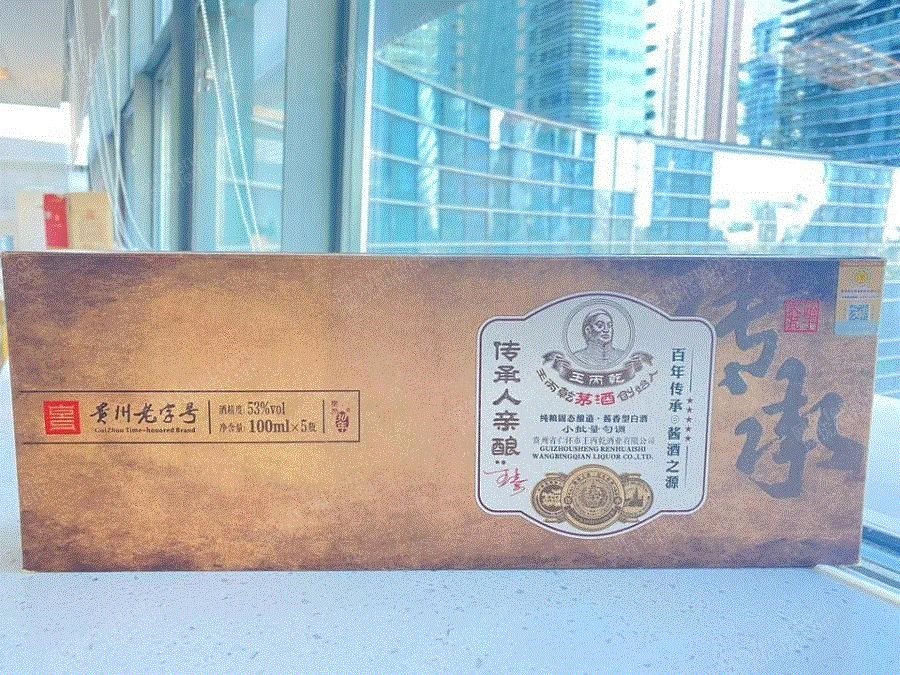 贵州老字号
GuiZhou Time-honored Brand
酒精度: 53%vol
净含量: 100ml×5瓶
传承人亲酿:
王丙乾
王丙乾茅酒创始人
纯粮固态酿造·酱香型白酒
小批量勾调
贵州省仁怀市王丙乾酒业有限公司
GUIZHOUSHENG RENHUAISHI
WANGBINGQIAN LIQUOR CO.,LTD.
百年传承◎酱酒之源